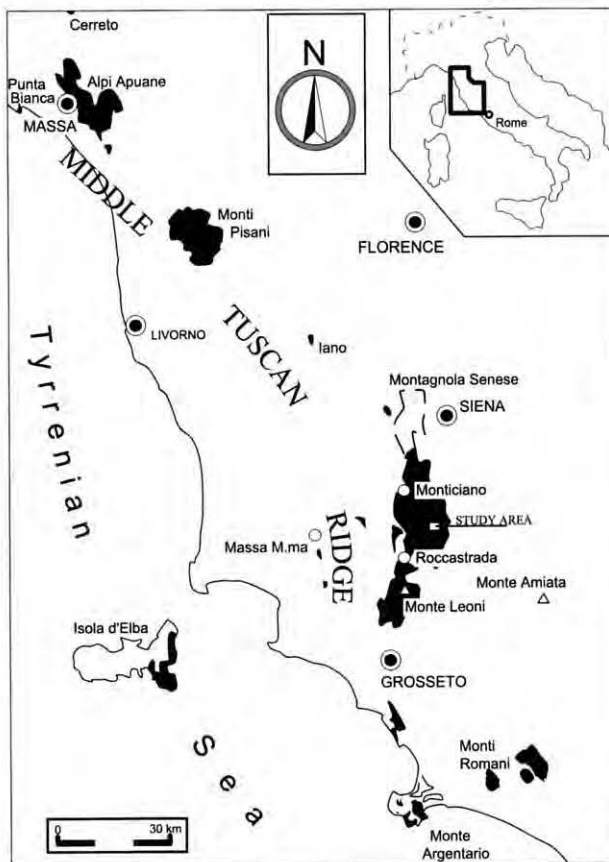 Cerreto
Punta
Bianca
Alpi Apuane
MASSA
N
Rome
MIDDLE
Monti
Pisani
FLORENCE
LIVORNO
TUSCAN
Iano
Tyrrenian
Montagnola Senese
SIENA
Monticiano
RIDGE
STUDY AREA
Massa M.ma
Roccastrada
Monte Amiata
Monte Leoni
Isola d'Elba
GROSSETO
Sea
Monti
Romani
0 30 km
Monte
Argentario